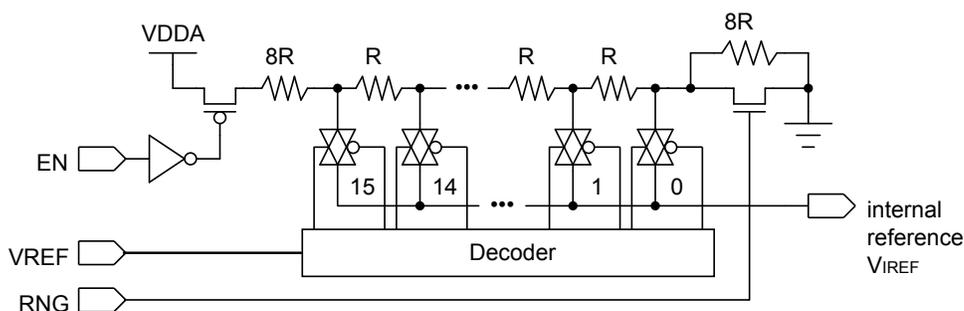 8R
VDDA
8R
R
R
R
•••
EN
15
14
1
0
•••
internal
reference
VIREF
VREF
Decoder
RNG